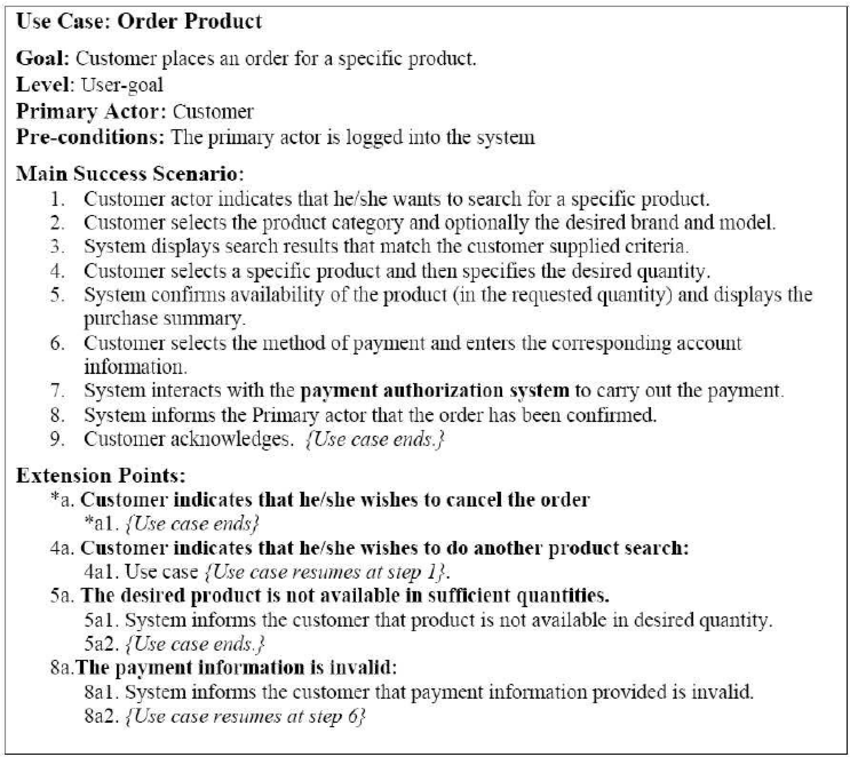 Use Case: Order Product
Goal: Customer places an order for a specific product.
Level: User-goal
Primary Actor: Customer
Pre-conditions: The primary actor is logged into the system
Main Success Scenario:
1. Customer actor indicates that he/she wants to search for a specific product.
2. Customer selects the product category and optionally the desired brand and model.
3. System displays search results that match the customer supplied criteria.
4. Customer selects a specific product and then specifies the desired quantity.
5. System confirms availability of the product (in the requested quantity) and displays the
purchase summary.
6. Customer selects the method of payment and enters the corresponding account
information.
7. System interacts with the payment authorization system to carry out the payment.
8. System informs the Primary actor that the order has been confirmed.
9. Customer acknowledges. {Use case ends.}
Extension Points:
*a. Customer indicates that he/she wishes to cancel the order
*a1. {Use case ends}
4a. Customer indicates that he/she wishes to do another product search:
4a1. Use case {Use case resumes at step 1}.
5a. The desired product is not available in sufficient quantities.
5a1. System informs the customer that product is not available in desired quantity.
5a2. {Use case ends.}
8a.The payment information is invalid:
8a1. System informs the customer that payment information provided is invalid.
8a2. {Use case resumes at step 6}